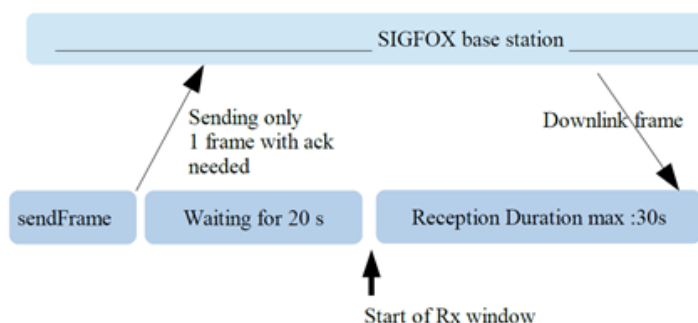 SIGFOX base station
Sending only
1 frame with ack
needed
Downlink frame
sendFrame
Waiting for 20 s
Reception Duration max :30s
Start of Rx window